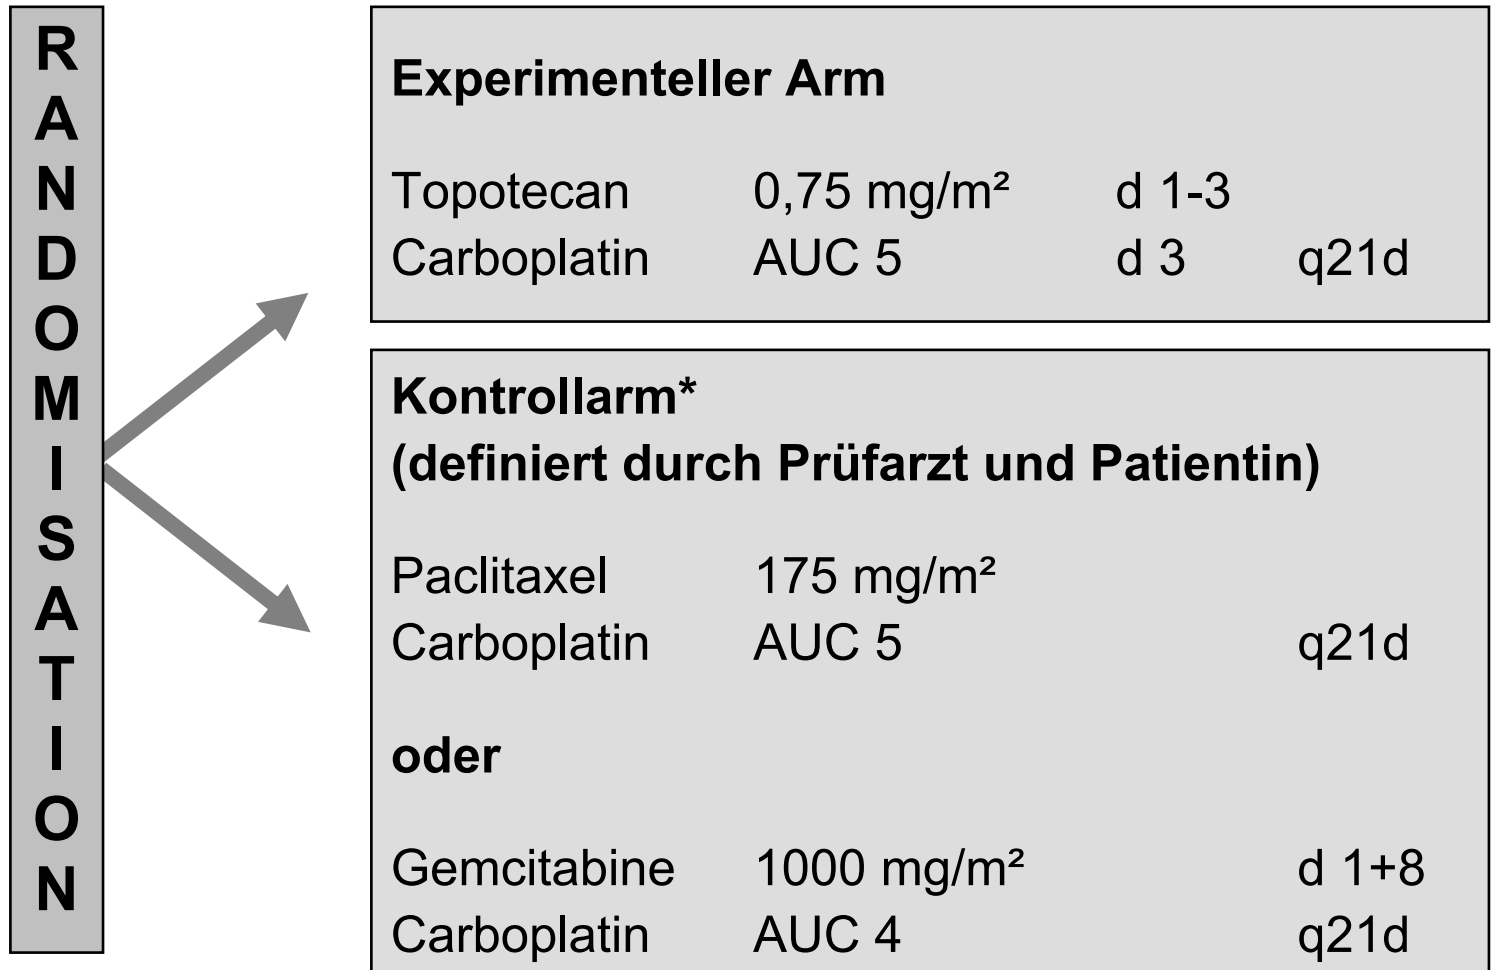 RANDOMISATION
Experimenteller Arm
Topotecan 0,75 mg/m² d 1-3
Carboplatin AUC 5 d 3 q21d
Kontrollarm*
(definiert durch Prüfarzt und Patientin)
Paclitaxel 175 mg/m²
Carboplatin AUC 5 q21d
oder
Gemcitabine 1000 mg/m² d 1+8
Carboplatin AUC 4 q21d